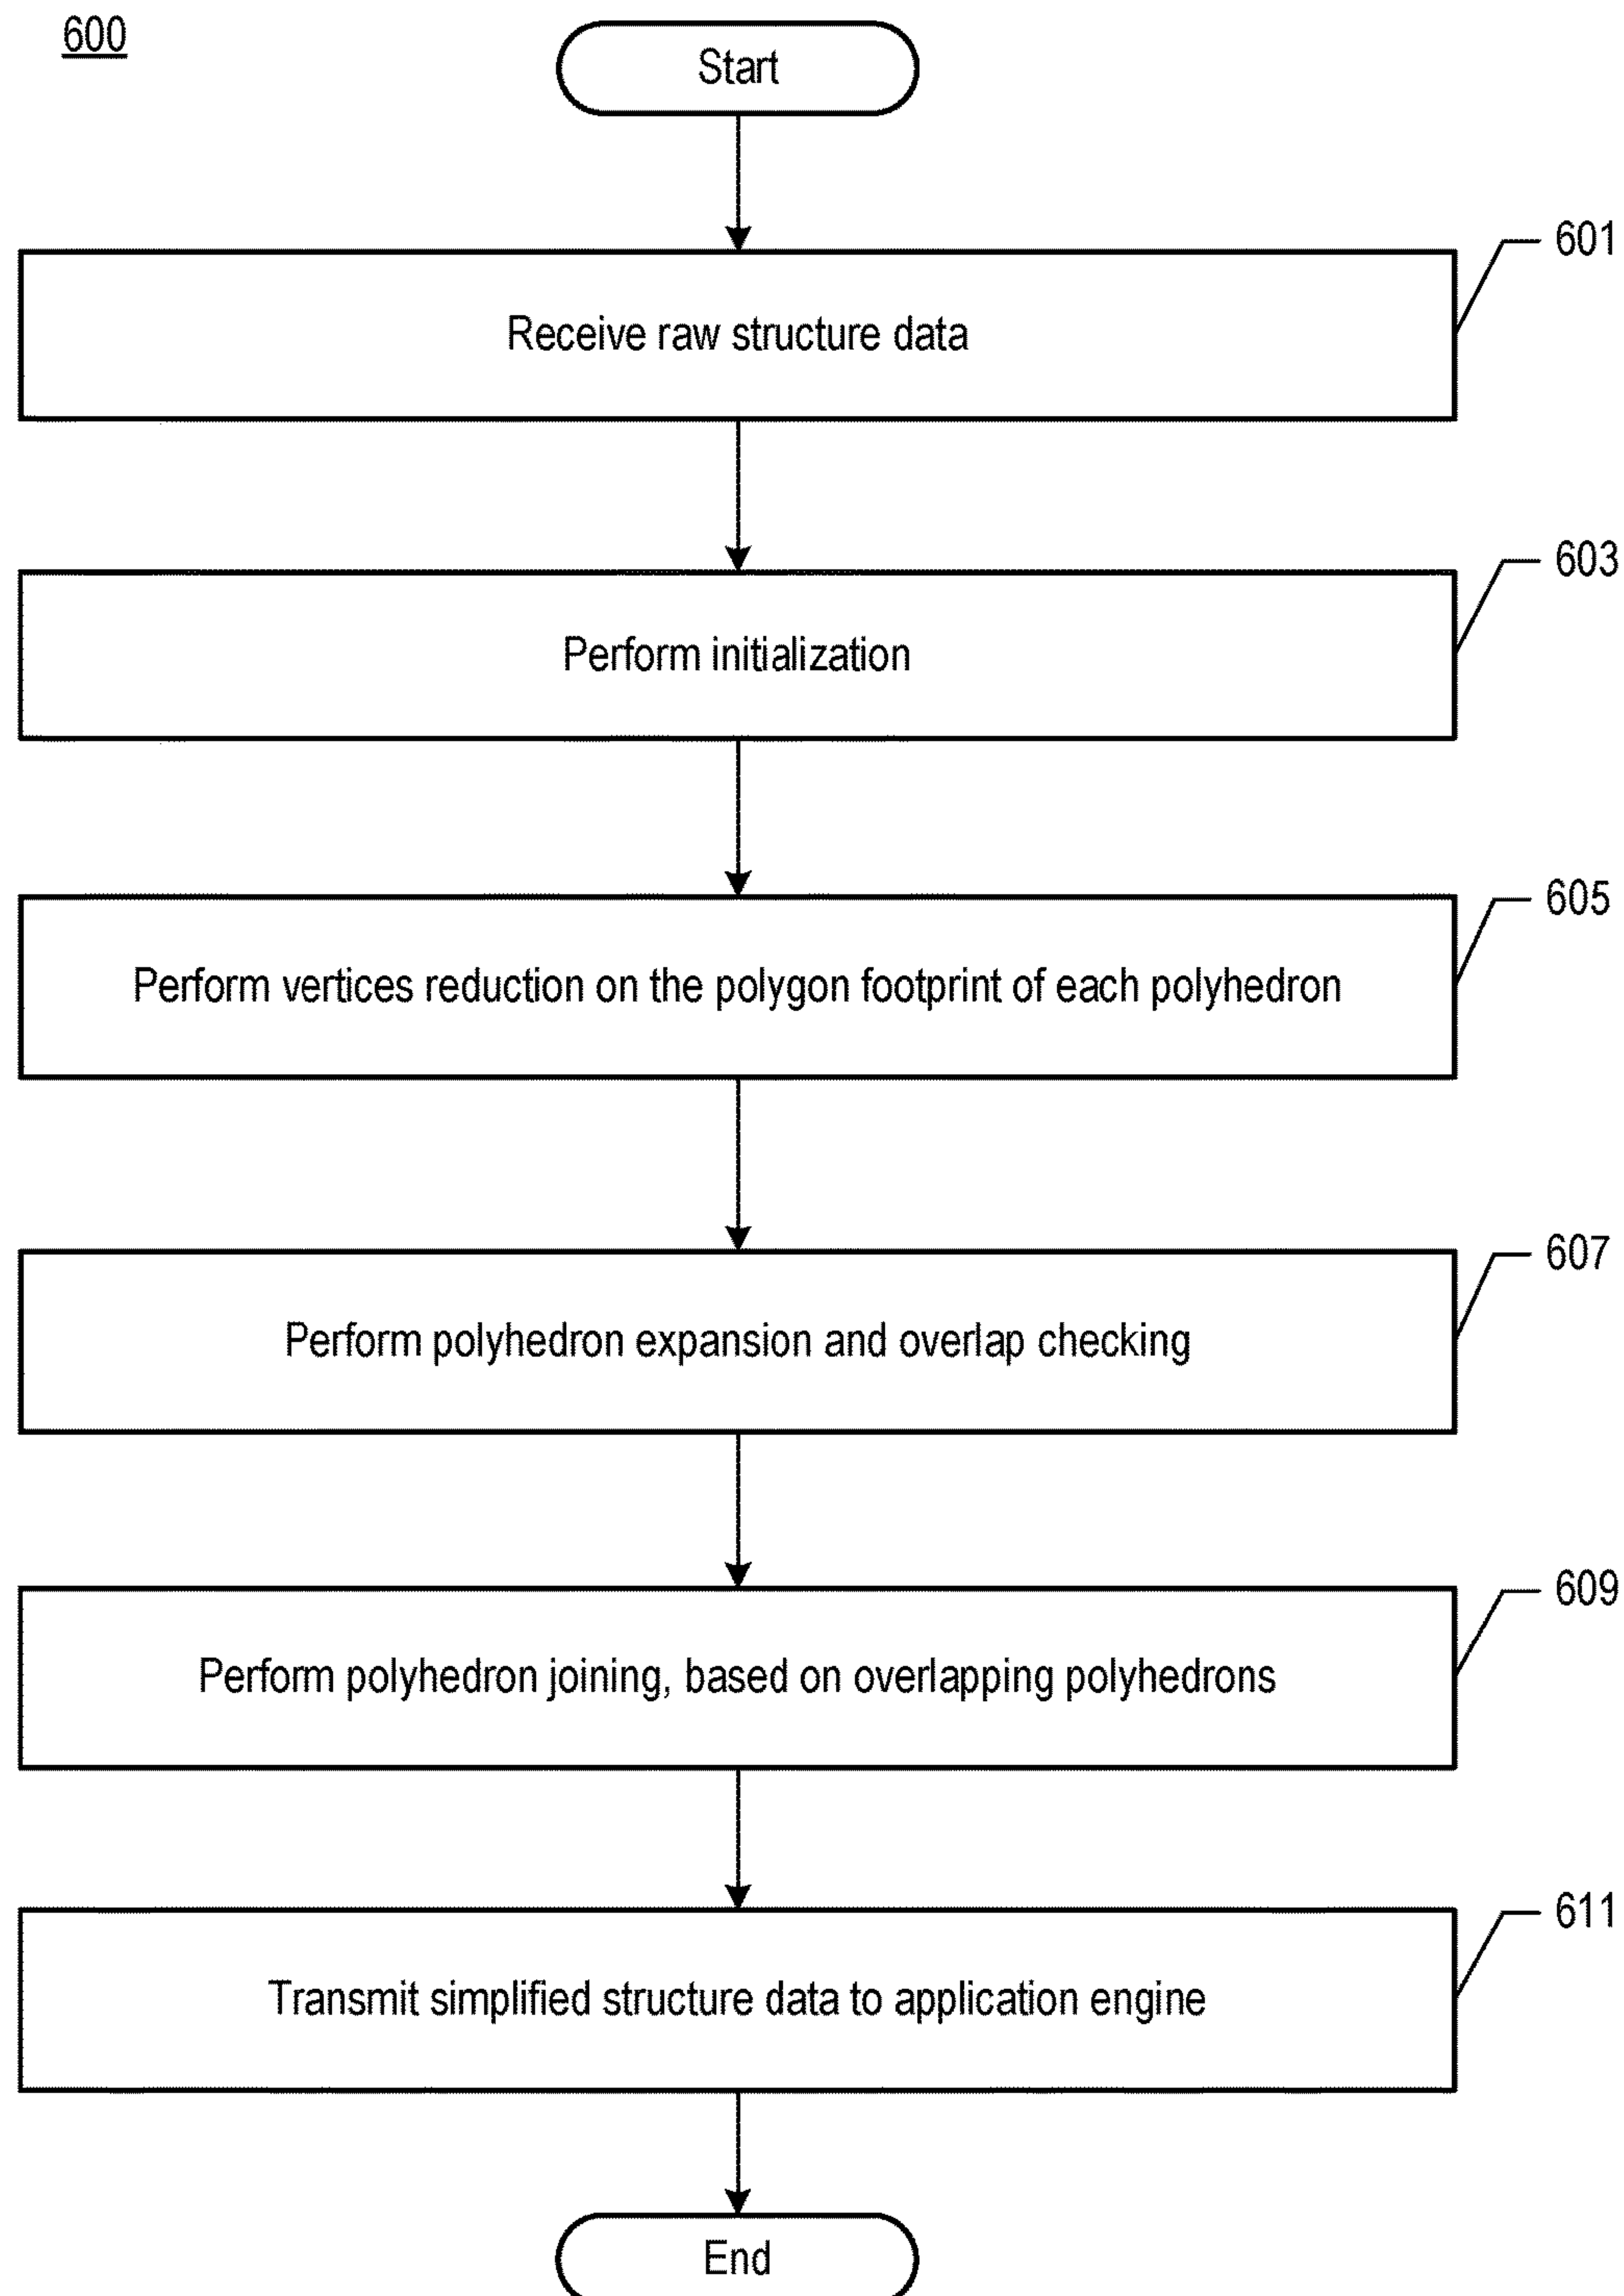 600
Start
601
Receive raw structure data
603
Perform initialization
605
Perform vertices reduction on the polygon footprint of each polyhedron
607
Perform polyhedron expansion and overlap checking
609
Perform polyhedron joining, based on overlapping polyhedrons
611
Transmit simplified structure data to application engine
End